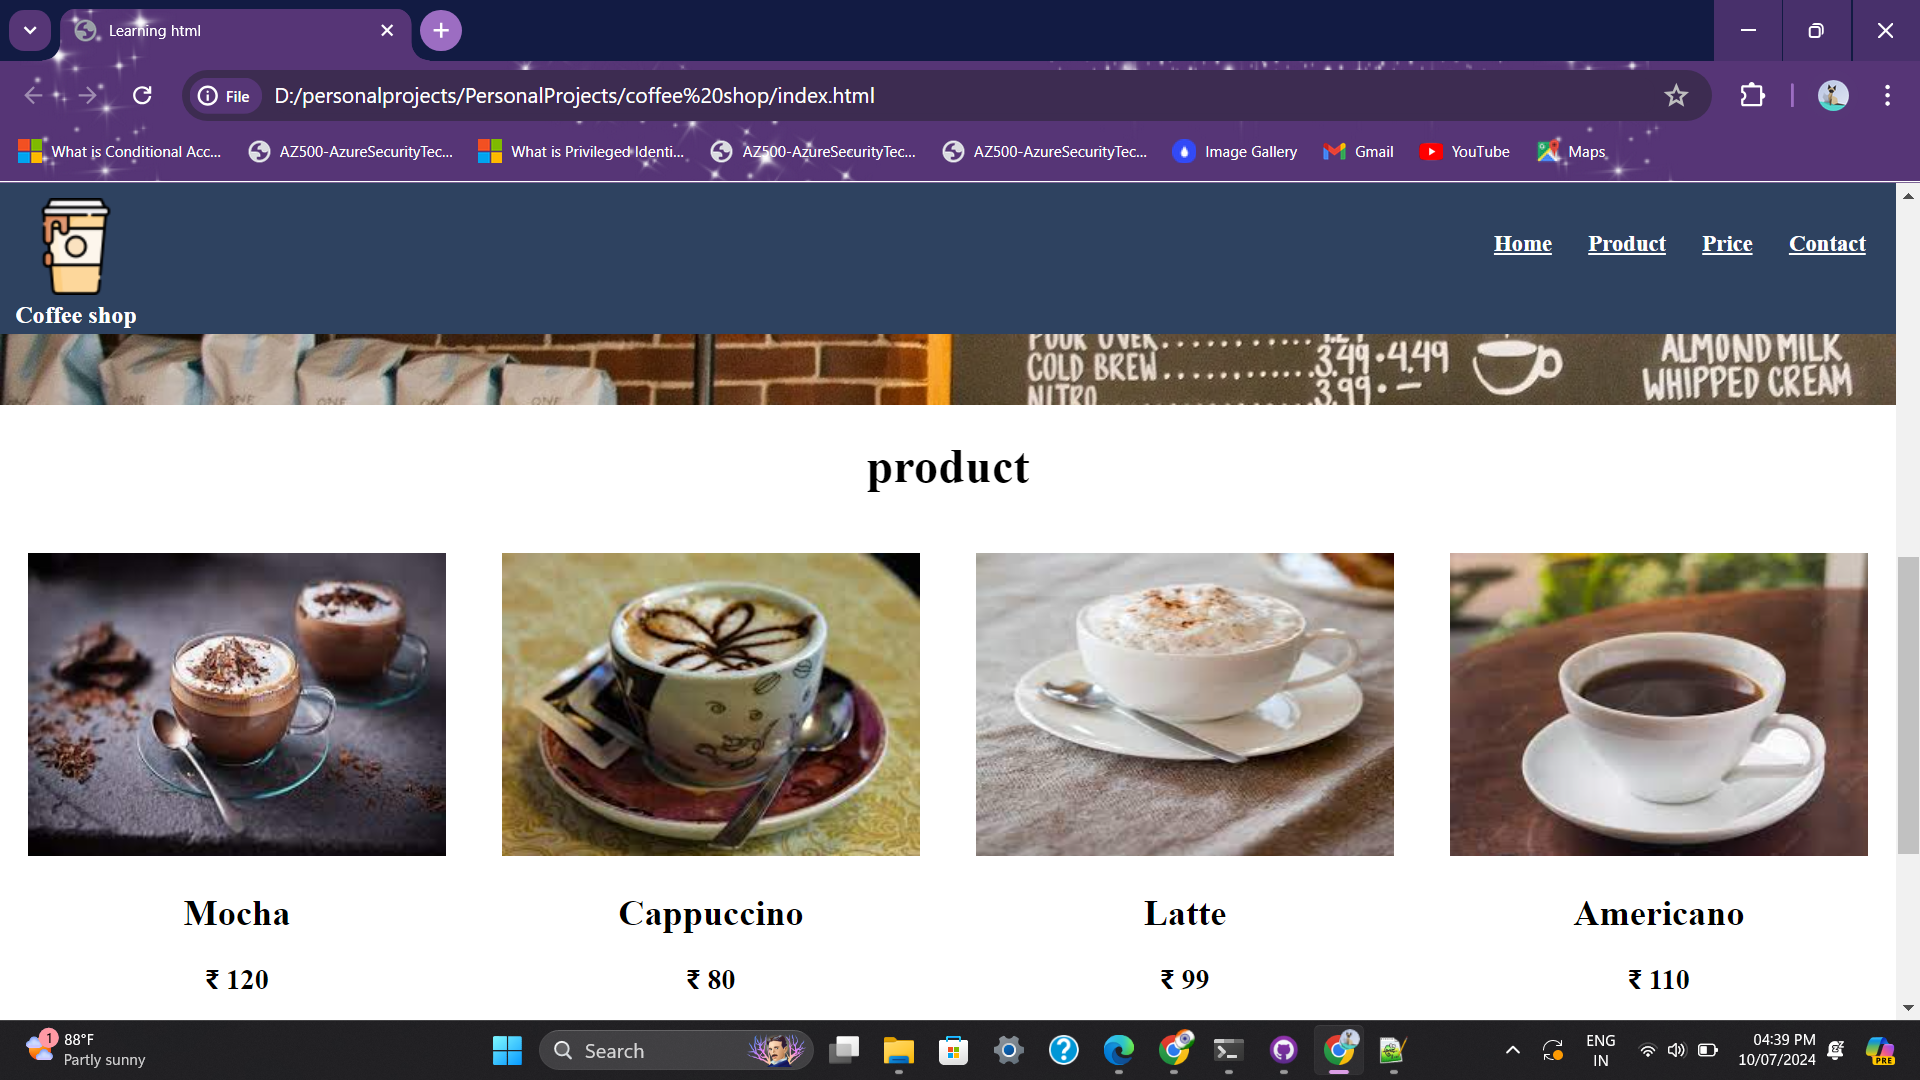 Learning html
File
D:/personalprojects/PersonalProjects/coffee%20shop/index.html
What is Conditional Acc...
AZ500-AzureSecurityTec...
What is Privileged Identi...
AZ500-AzureSecurityTec...
AZ500-AzureSecurityTec...
Image Gallery
Gmail
YouTube
Maps
Coffee shop
Home
Product
Price
Contact
POUR OVER
COLD BREW.............3.49•4.49
NITRO.............3.99•—
ALMOND MILK
WHIPPED CREAM
product
Mocha
Cappuccino
Latte
Americano
₹ 120
₹ 80
₹ 99
₹ 110
1
88°F
Partly sunny
Search
ENG
IN
04:39 PM
10/07/2024
PRE